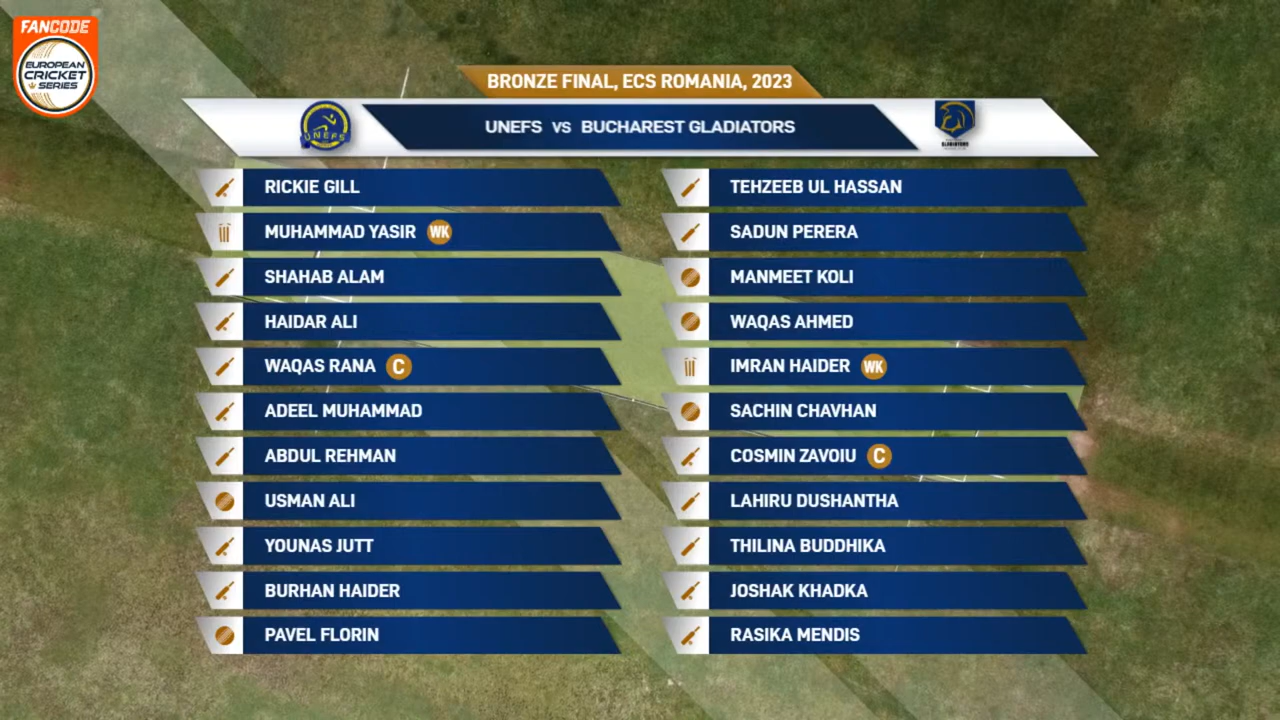 FANCODE
EUROPEAN
CRICKET
SERIES
BRONZE FINAL, ECS ROMANIA, 2023
UNEFS
UNEFS VS BUCHAREST GLADIATORS
GLADIATORS
RICKIE GILL
MUHAMMAD YASIR WK
SHAHAB ALAM
HAIDAR ALI
WAQAS RANA C
ADEEL MUHAMMAD
ABDUL REHMAN
USMAN ALI
YOUNAS JUTT
BURHAN HAIDER
PAVEL FLORIN
TEHZEEB UL HASSAN
SADUN PERERA
MANMEET KOLI
WAQAS AHMED
IMRAN HAIDER WK
SACHIN CHAVHAN
COSMIN ZAVOIU C
LAHIRU DUSHANTHA
THILINA BUDDHIKA
JOSHAK KHADKA
RASIKA MENDIS